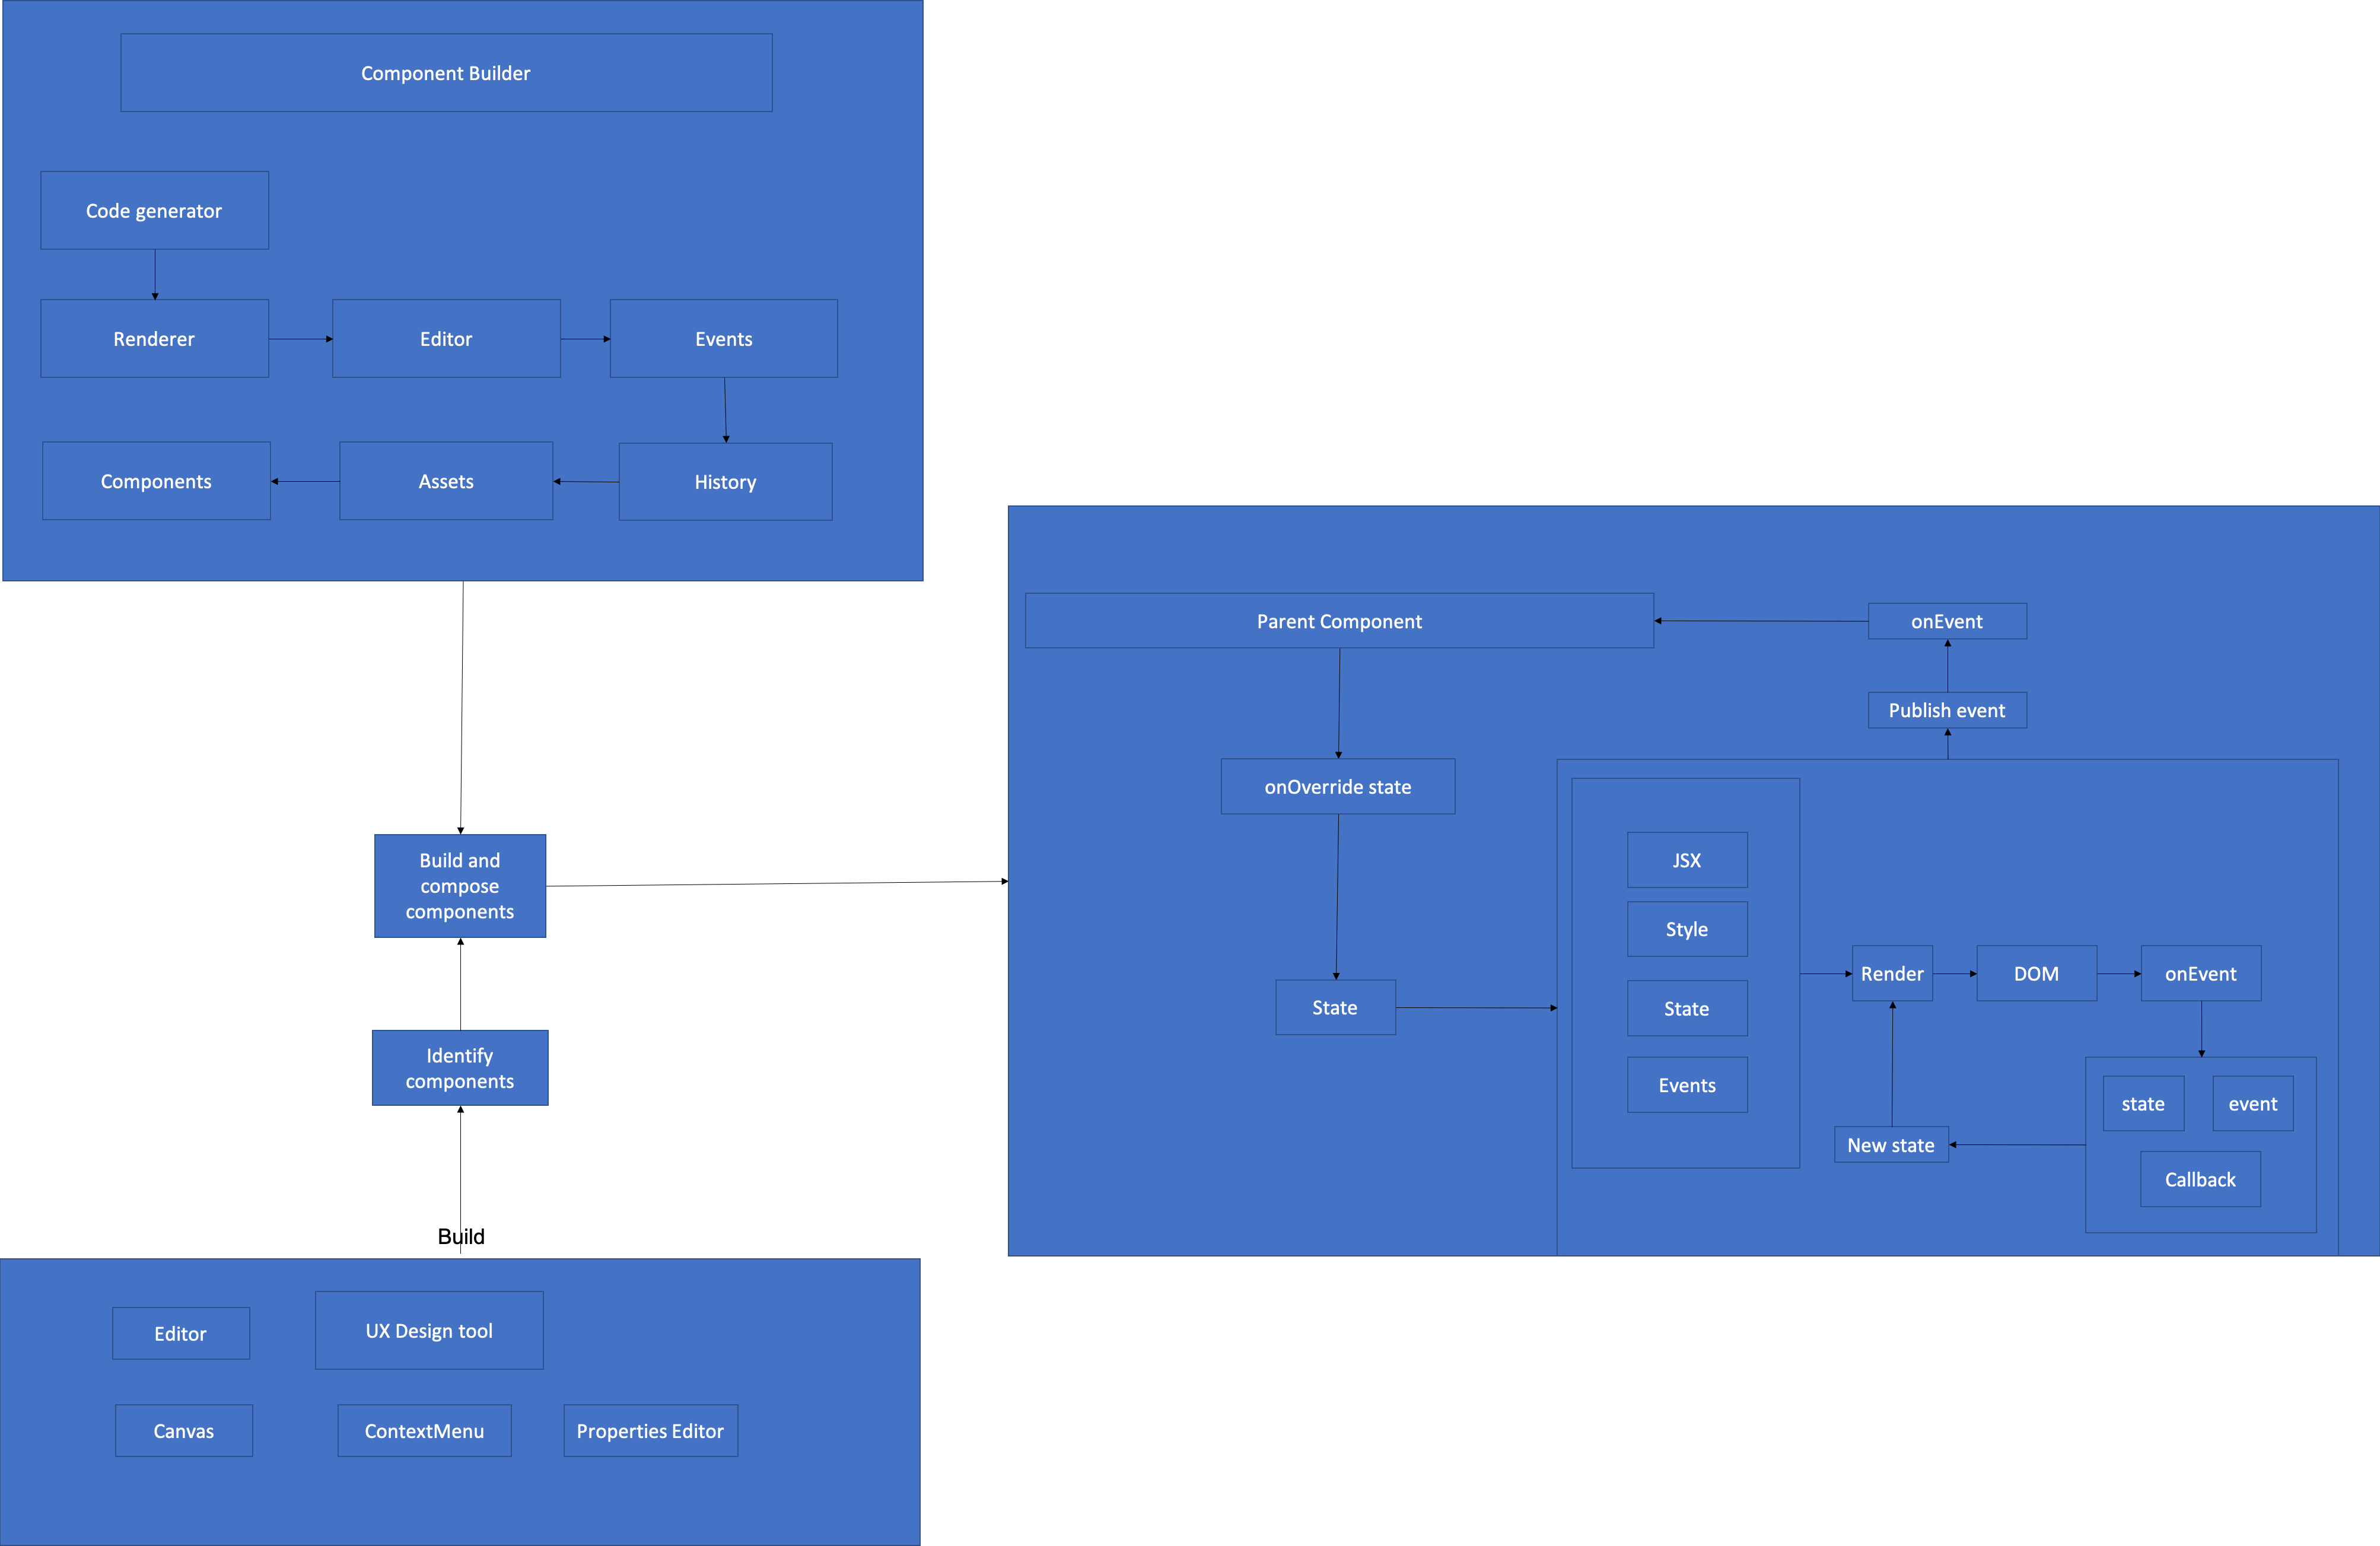 Component Builder
Code generator
Renderer
Editor
Events
Components
Assets
History
Parent Component
onEvent
Publish event
onOverride state
Build and
compose
components
JSX
Style
State
State
Events
Render
DOM
onEvent
Identify
components
state
event
New state
Callback
Build
Editor
UX Design tool
Canvas
ContextMenu
Properties Editor